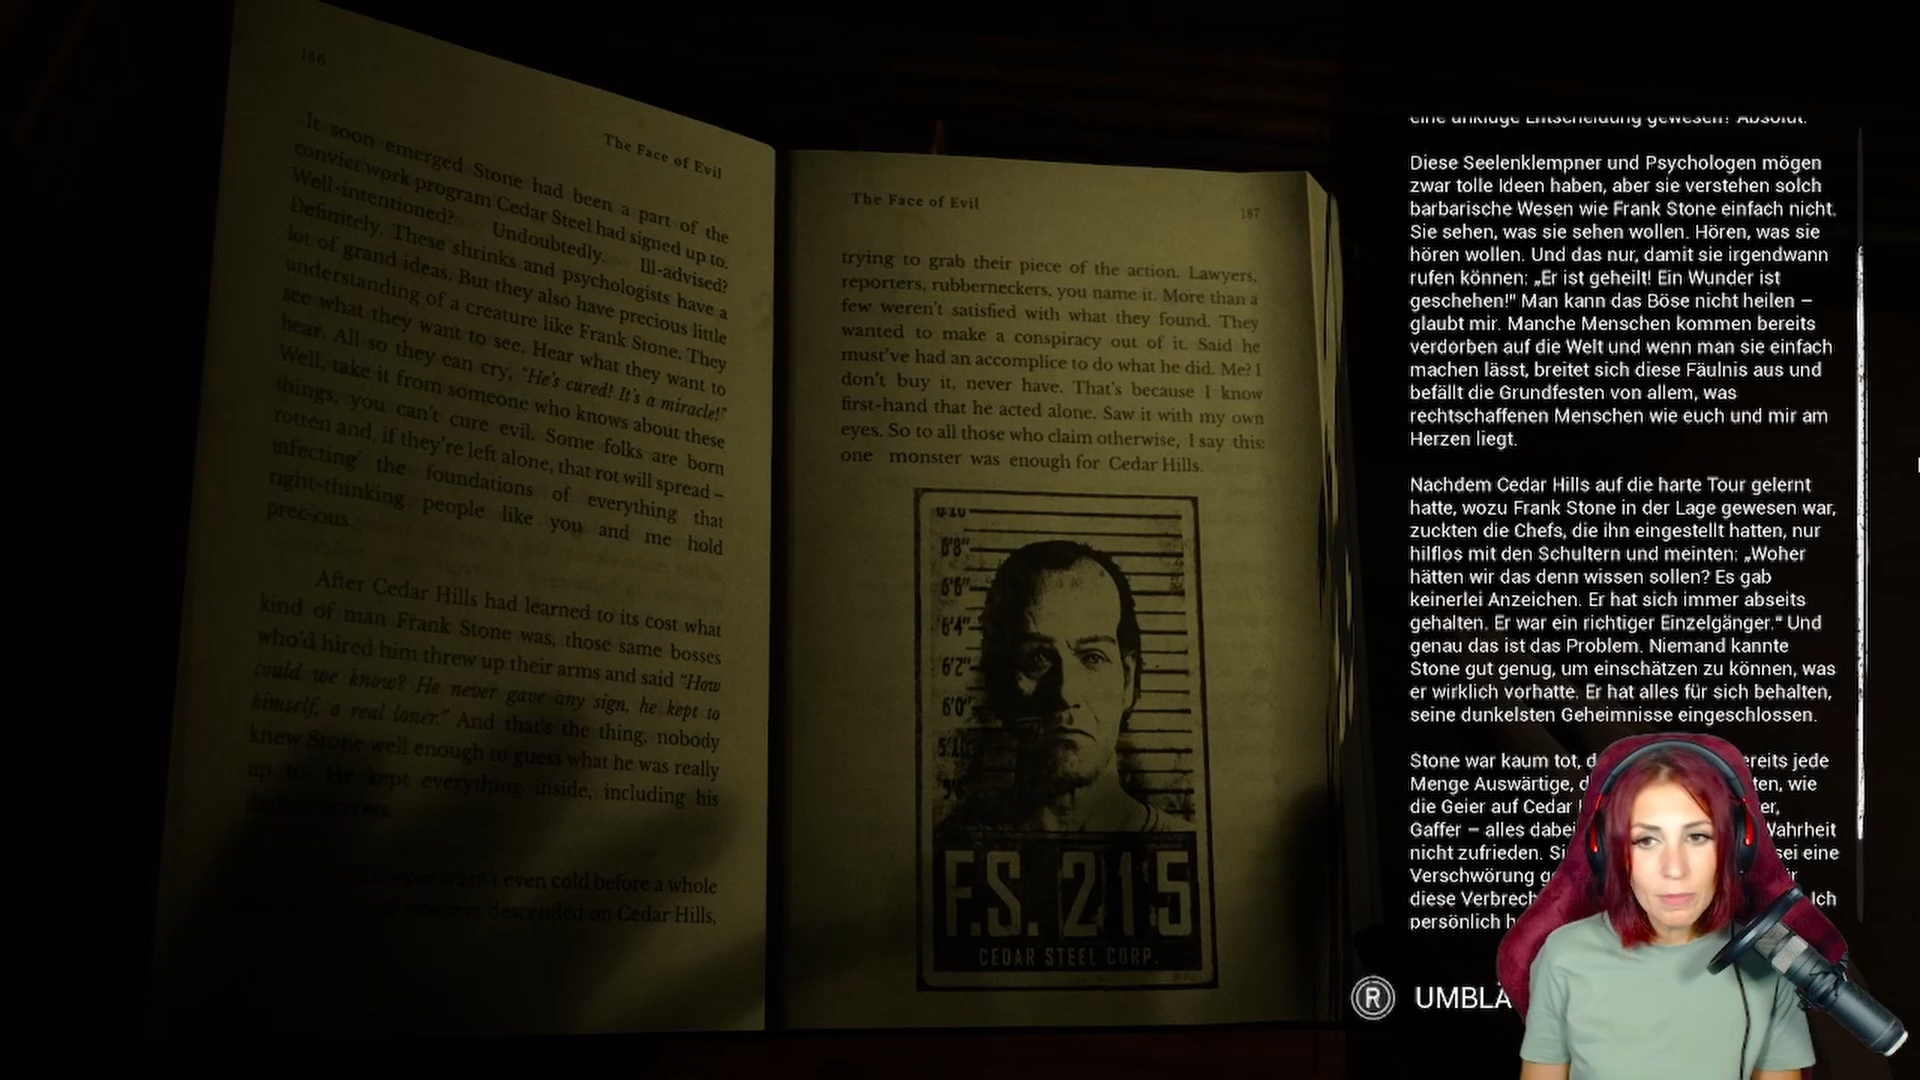 186
The Face of Evil
It soon emerged Stone had been a part of the
convict work program Cedar Steel had signed up to.
Well-intentioned? Undoubtedly. Ill-advised?
Definitely. These shrinks and psychologists have a
lot of grand ideas. But they also have precious little
understanding of a creature like Frank Stone. They
see what they want to see. Hear what they want to
hear. All so they can cry, “He’s cured! It’s a miracle!”
Well, take it from someone who knows about these
things, you can’t cure evil. Some folks are born
rotten and, if they’re left alone, that rot will spread –
infecting the foundations of everything that
right-thinking people like you and me hold
precious.
After Cedar Hills had learned to its cost what
kind of man Frank Stone was, those same bosses
who’d hired him threw up their arms and said “How
could we know? He never gave any sign, he kept to
himself, a real loner.” And that’s the thing, nobody
knew Stone well enough to guess what he was really
up to. He kept everything inside, including his
darkest secrets.
wasn’t even cold before a whole
descended on Cedar Hills,
The Face of Evil
187
trying to grab their piece of the action. Lawyers,
reporters, rubberneckers, you name it. More than a
few weren’t satisfied with what they found. They
wanted to make a conspiracy out of it. Said he
must’ve had an accomplice to do what he did. Me? I
don’t buy it, never have. That’s because I know
first-hand that he acted alone. Saw it with my own
eyes. So to all those who claim otherwise, I say this:
one monster was enough for Cedar Hills.
6'10"
6'8"
6'6"
6'4"
6'2"
6'0"
5'10"
F.S. 215
CEDAR STEEL CORP.
eine unkluge Entscheidung gewesen? Absolut.
Diese Seelenklempner und Psychologen mögen
zwar tolle Ideen haben, aber sie verstehen solch
barbarische Wesen wie Frank Stone einfach nicht.
Sie sehen, was sie sehen wollen. Hören, was sie
hören wollen. Und das nur, damit sie irgendwann
rufen können: „Er ist geheilt! Ein Wunder ist
geschehen!" Man kann das Böse nicht heilen –
glaubt mir. Manche Menschen kommen bereits
verdorben auf die Welt und wenn man sie einfach
machen lässt, breitet sich diese Fäulnis aus und
befällt die Grundfesten von allem, was
rechtschaffenen Menschen wie euch und mir am
Herzen liegt.
Nachdem Cedar Hills auf die harte Tour gelernt
hatte, wozu Frank Stone in der Lage gewesen war,
zuckten die Chefs, die ihn eingestellt hatten, nur
hilflos mit den Schultern und meinten: „Woher
hätten wir das denn wissen sollen? Es gab
keinerlei Anzeichen. Er hat sich immer abseits
gehalten. Er war ein richtiger Einzelgänger." Und
genau das ist das Problem. Niemand kannte
Stone gut genug, um einschätzen zu können, was
er wirklich vorhatte. Er hat alles für sich behalten,
seine dunkelsten Geheimnisse eingeschlossen.
Stone war kaum tot, d ereits jede
Menge Auswärtige, d ten, wie
die Geier auf Cedar
Gaffer – alles dabei Wahrheit
nicht zufrieden. Si sei eine
Verschwörung g
diese Verbrech Ich
persönlich h
R UMBLÄ